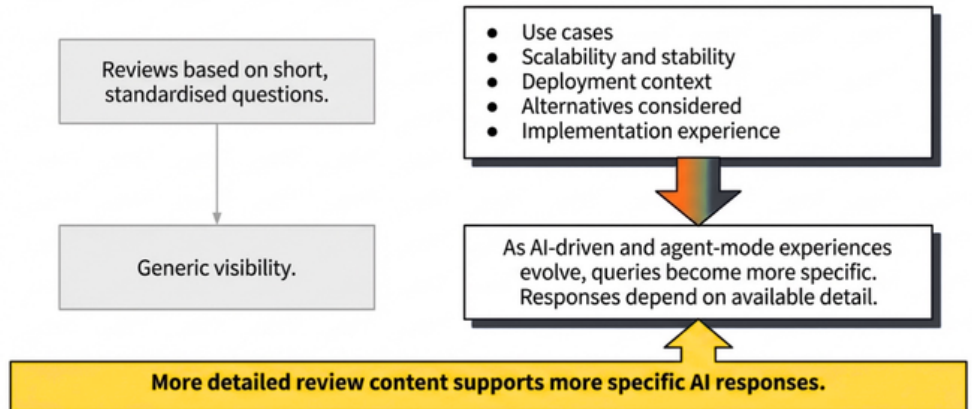 Reviews based on short,
standardised questions.
Generic visibility.
● Use cases
● Scalability and stability
● Deployment context
● Alternatives considered
● Implementation experience
As AI-driven and agent-mode experiences
evolve, queries become more specific.
Responses depend on available detail.
More detailed review content supports more specific AI responses.